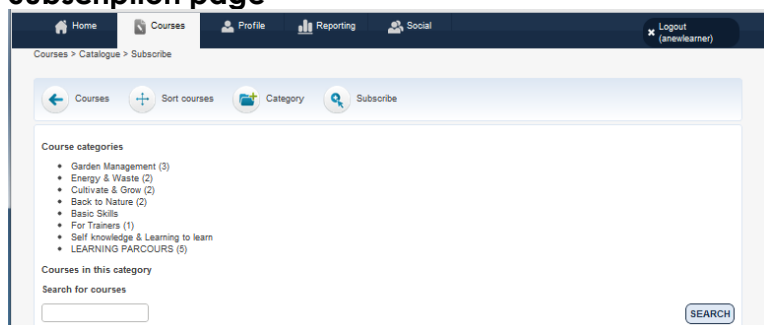 Subscription page
Home Courses Profile Reporting Social Logout
(anewlearner)
Courses > Catalogue > Subscribe
Courses Sort courses Category Subscribe
Course categories
Garden Management (3)
Energy & Waste (2)
Cultivate & Grow (2)
Back to Nature (2)
Basic Skills
For Trainers (1)
Self knowledge & Learning to learn
LEARNING PARCOURS (5)
Courses in this category
Search for courses
SEARCH